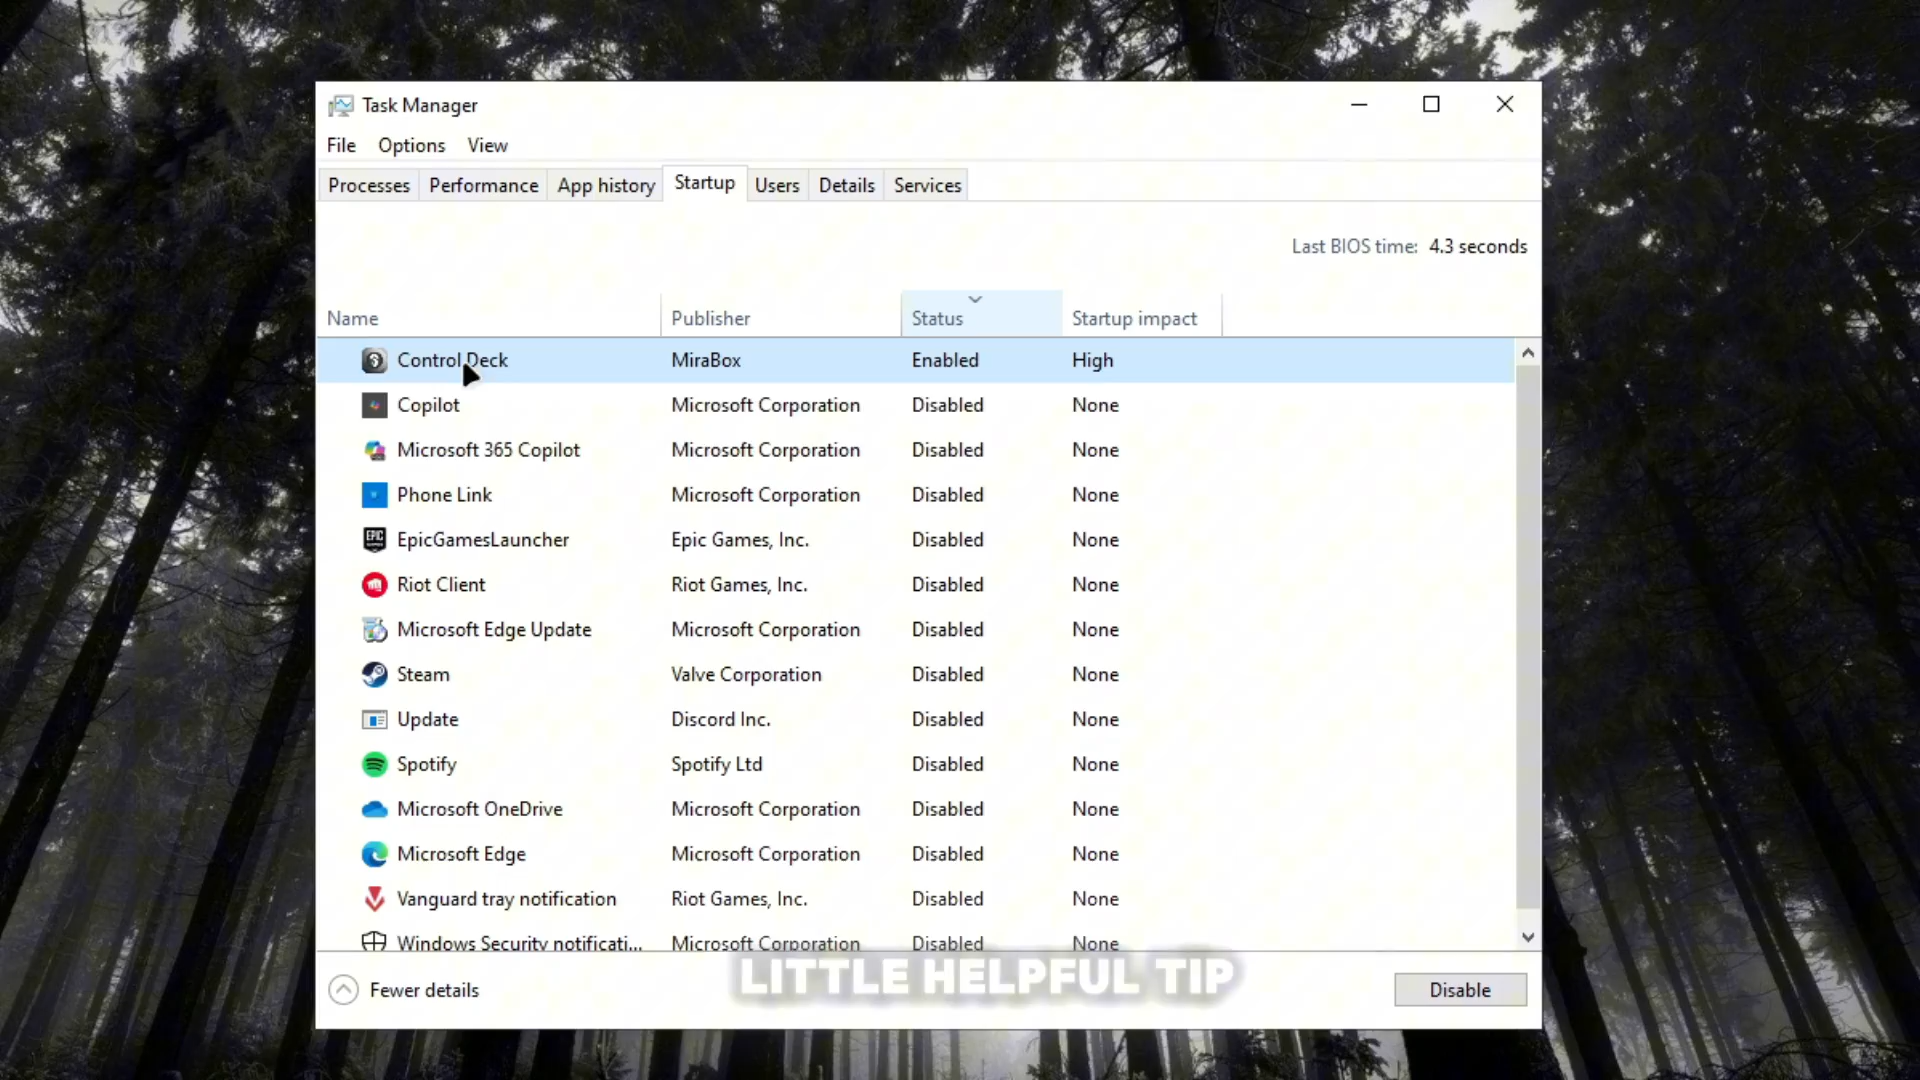 Task Manager
File Options View
Processes Performance App history Startup Users Details Services
Last BIOS time: 4.3 seconds
Name Publisher Status Startup impact
Control Deck MiraBox Enabled High
Copilot Microsoft Corporation Disabled None
Microsoft 365 Copilot Microsoft Corporation Disabled None
Phone Link Microsoft Corporation Disabled None
EPIC EpicGamesLauncher Epic Games, Inc. Disabled None
Riot Client Riot Games, Inc. Disabled None
Microsoft Edge Update Microsoft Corporation Disabled None
Steam Valve Corporation Disabled None
Update Discord Inc. Disabled None
Spotify Spotify Ltd Disabled None
Microsoft OneDrive Microsoft Corporation Disabled None
Microsoft Edge Microsoft Corporation Disabled None
Vanguard tray notification Riot Games, Inc. Disabled None
Windows Security notificati... Microsoft Corporation Disabled None
LITTLE HELPFUL TIP
Fewer details Disable